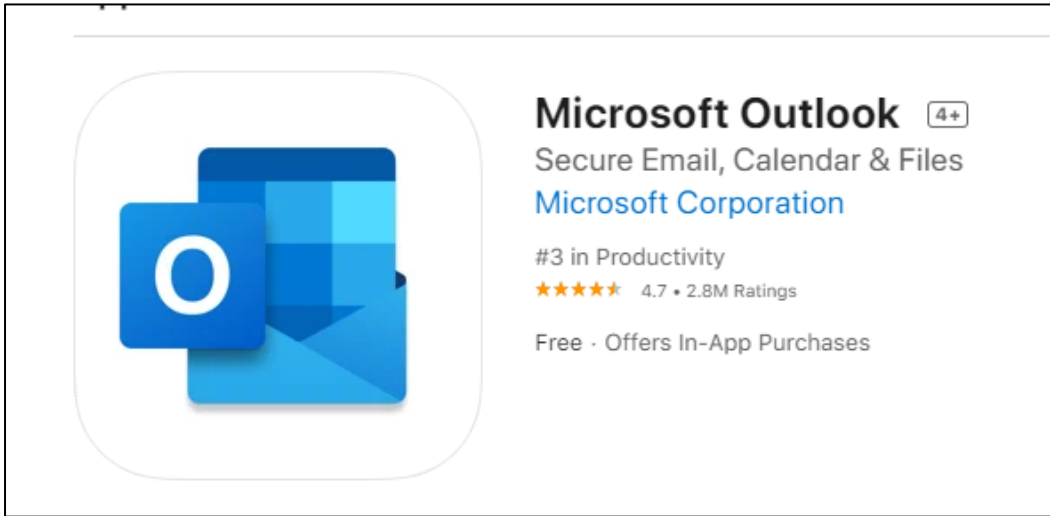 Microsoft Outlook 4+
Secure Email, Calendar & Files
Microsoft Corporation
#3 in Productivity
4.7 • 2.8M Ratings
Free · Offers In-App Purchases
O